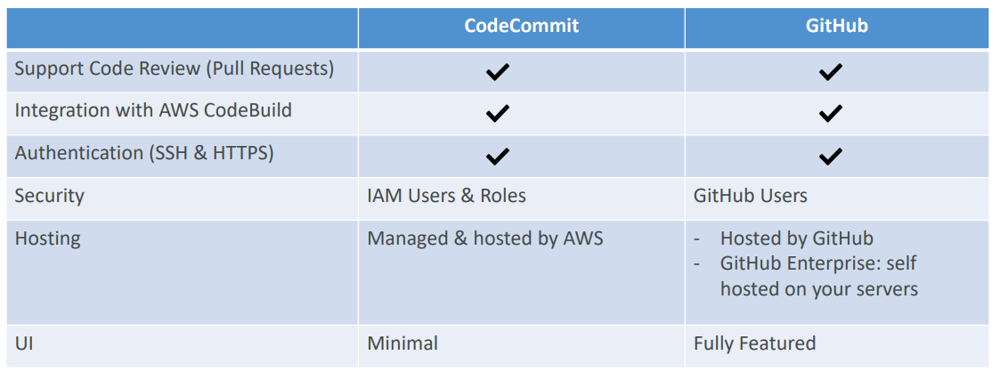 CodeCommit GitHub
Support Code Review (Pull Requests) ✔ ✔
Integration with AWS CodeBuild ✔ ✔
Authentication (SSH & HTTPS) ✔ ✔
Security IAM Users & Roles GitHub Users
Hosting Managed & hosted by AWS - Hosted by GitHub
- GitHub Enterprise: self
hosted on your servers
UI Minimal Fully Featured